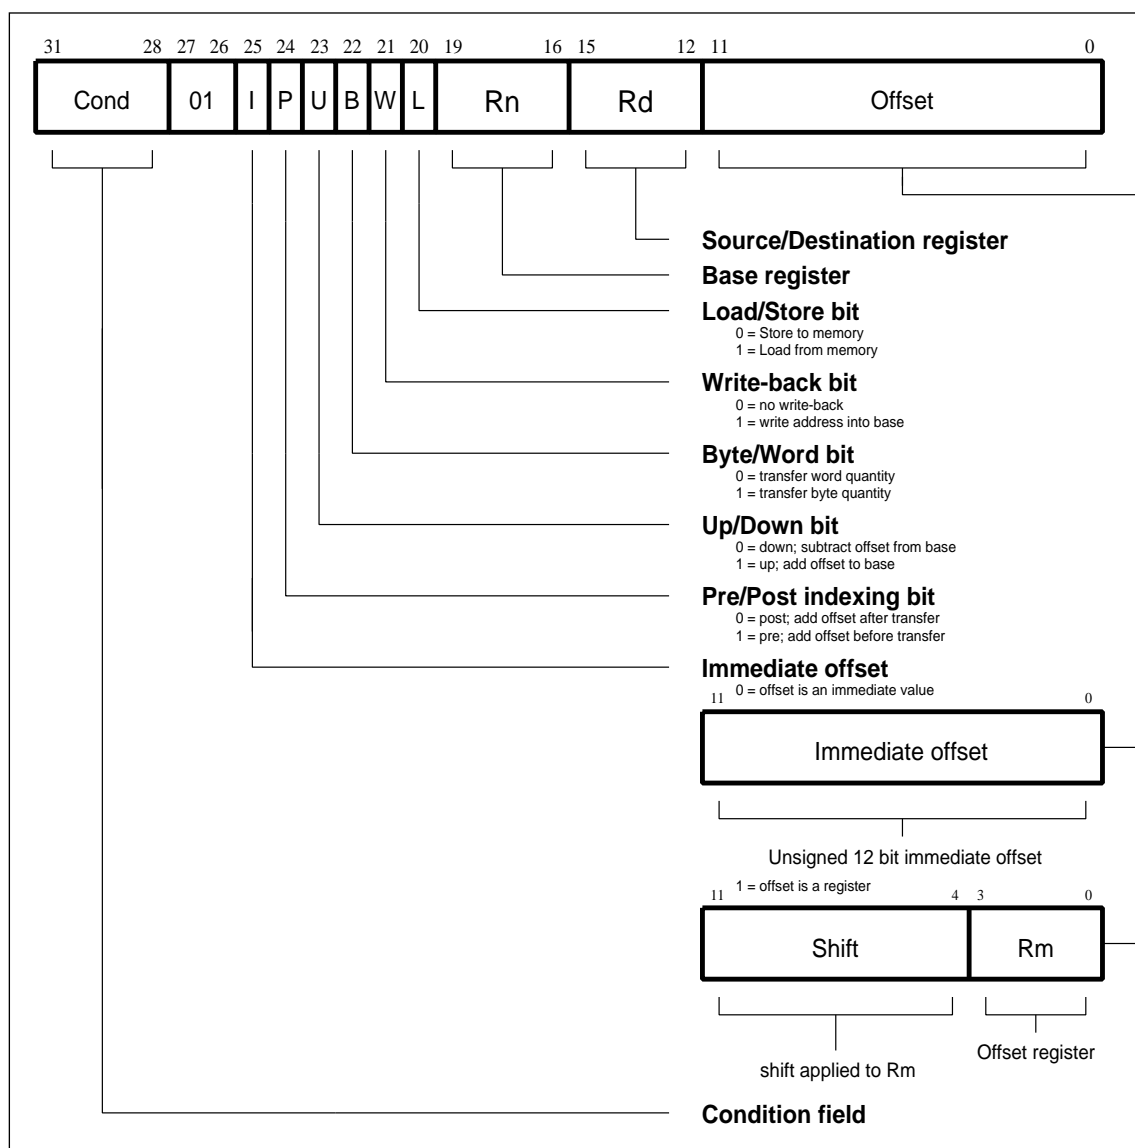 31 28 27 26 25 24 23 22 21 20 19 16 15 12 11 0
Cond 01 I P U B W L Rn Rd Offset
Source/Destination register
Base register
Load/Store bit
0 = Store to memory
1 = Load from memory
Write-back bit
0 = no write-back
1 = write address into base
Byte/Word bit
0 = transfer word quantity
1 = transfer byte quantity
Up/Down bit
0 = down; subtract offset from base
1 = up; add offset to base
Pre/Post indexing bit
0 = post; add offset after transfer
1 = pre; add offset before transfer
Immediate offset
0 = offset is an immediate value
11 0
Immediate offset
Unsigned 12 bit immediate offset
1 = offset is a register
11 4 3 0
Shift Rm
Offset register
shift applied to Rm
Condition field